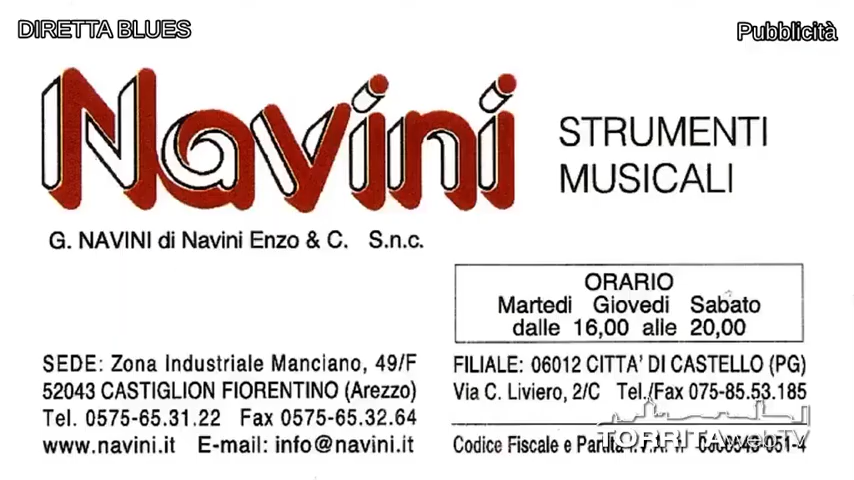 DIRETTA BLUES
Pubblicità
Navini
STRUMENTI
MUSICALI
G. NAVINI di Navini Enzo & C. S.n.c.
ORARIO
Martedi Giovedi Sabato
dalle 16,00 alle 20,00
SEDE: Zona Industriale Manciano, 49/F
52043 CASTIGLION FIORENTINO (Arezzo)
Tel. 0575-65.31.22 Fax 0575-65.32.64
www.navini.it E-mail: info@navini.it
FILIALE: 06012 CITTA' DI CASTELLO (PG)
Via C. Liviero, 2/C Tel./Fax 075-85.53.185
Codice Fiscale e Partita I.V.A.
TORRITAwebTV